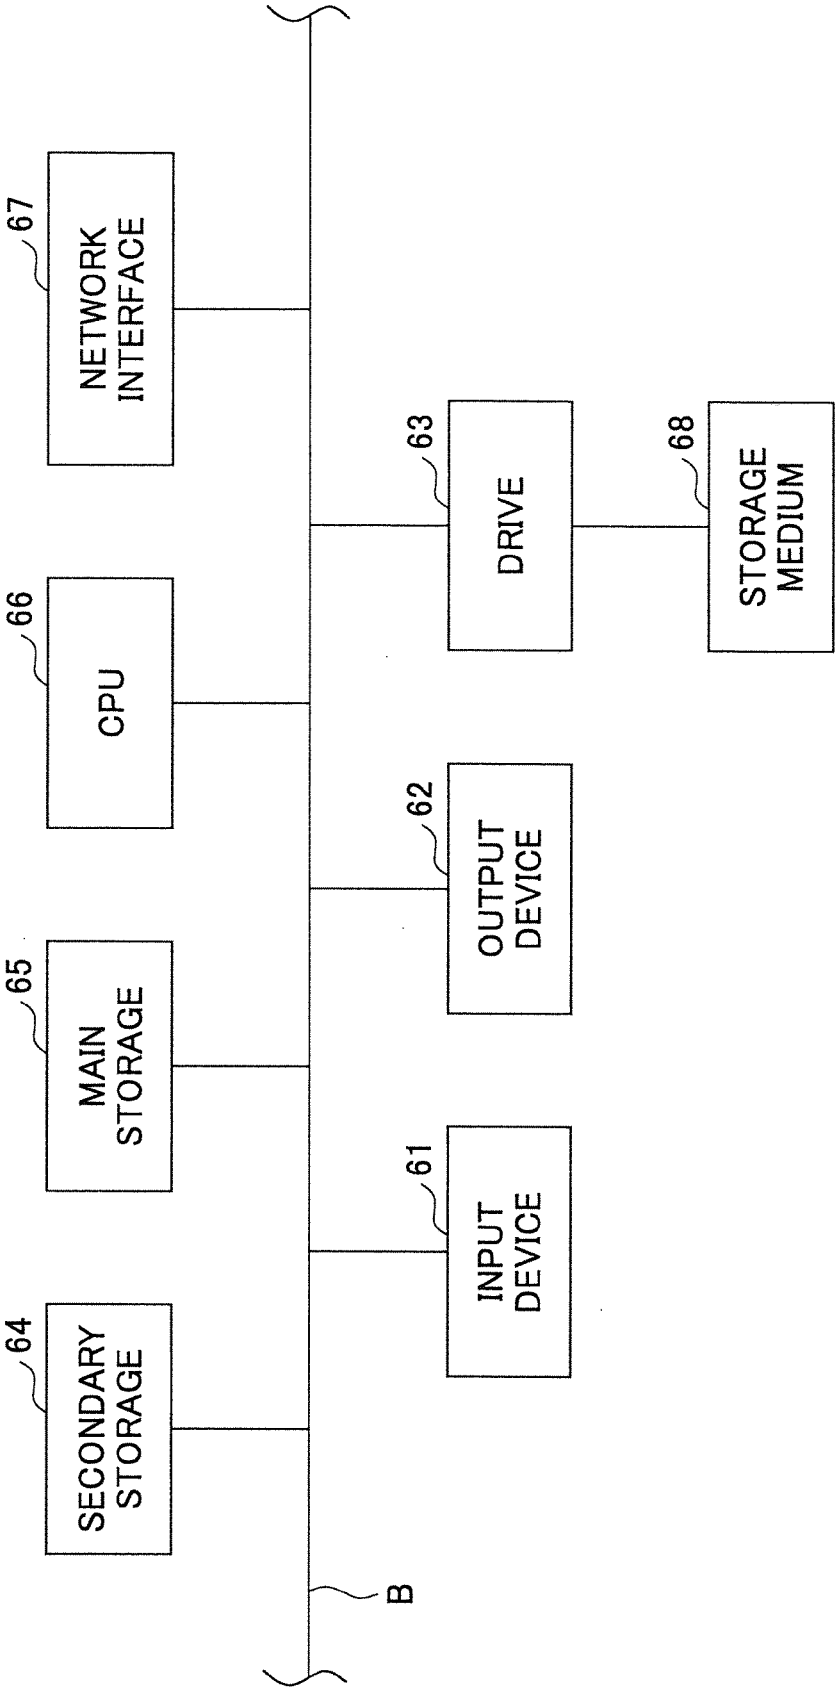 64
SECONDARY
STORAGE
65
MAIN
STORAGE
66
CPU
67
NETWORK
INTERFACE
B
61
INPUT
DEVICE
62
OUTPUT
DEVICE
63
DRIVE
68
STORAGE
MEDIUM